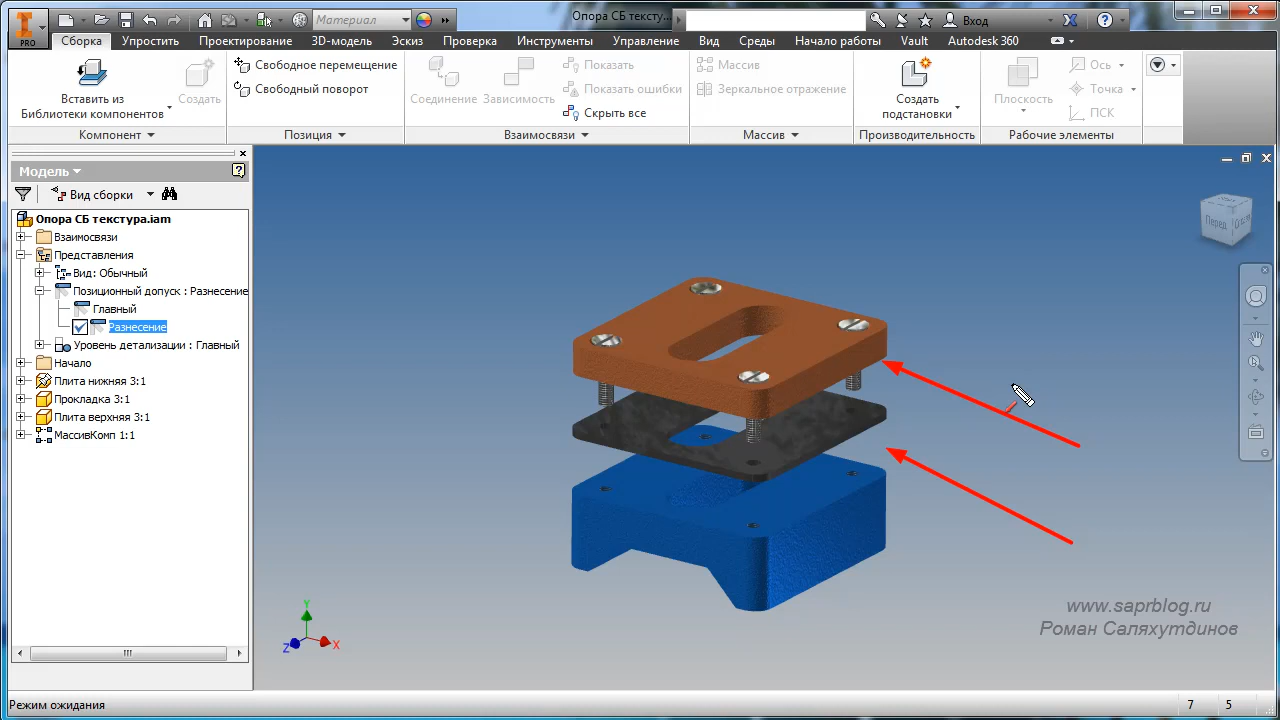 Материал
Опора СБ тексту...
Вход
PRO
Сборка
Упростить
Проектирование
3D-модель
Эскиз
Проверка
Инструменты
Управление
Вид
Среды
Начало работы
Vault
Autodesk 360
Вставить из
Библиотеки компонентов
Создать
Свободное перемещение
Свободный поворот
Соединение
Зависимость
Показать
Показать ошибки
Скрыть все
Массив
Зеркальное отражение
Создать
подстановки
Плоскость
Ось
Точка
ПСК
Компонент
Позиция
Взаимосвязи
Массив
Производительность
Рабочие элементы
Модель
Вид сборки
Опора СБ текстура.iam
Взаимосвязи
Представления
Вид: Обычный
Позиционный допуск : Разнесение
Главный
Разнесение
Уровень детализации : Главный
Начало
Плита нижняя 3:1
Прокладка 3:1
Плита верхняя 3:1
МассивКомп 1:1
Перед
Y
Z
X
www.saprblog.ru
Роман Саляхутдинов
Режим ожидания
7
5